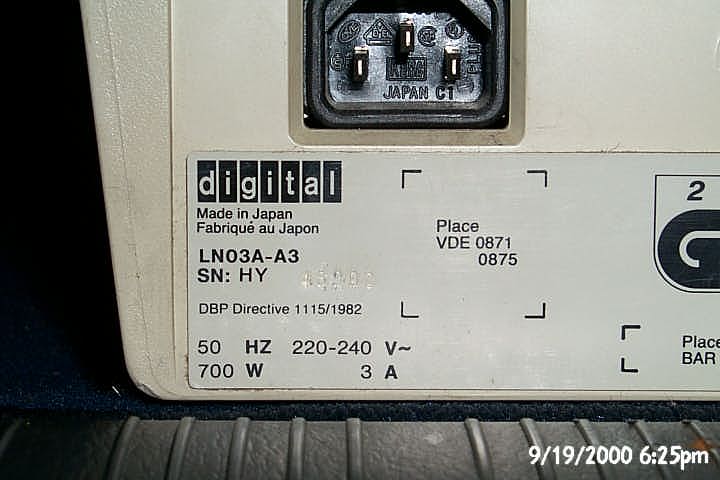 JAPAN C1
digital
Made in Japan
Fabriqué au Japon
LN03A-A3
SN: HY
DBP Directive 1115/1982
50 HZ 220-240 V~
700 W 3 A
Place
VDE 0871
0875
2
Place
BAR
9/19/2000 6:25pm